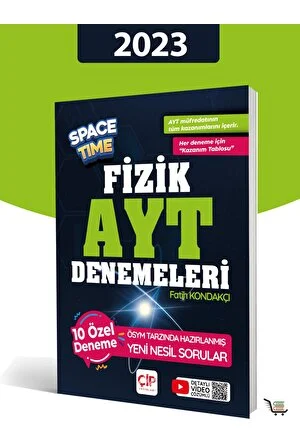 2023
SPACE
TIME
AYT müfredatının
tüm kazanımlarını içerir.
Her deneme için
"Kazanım Tablosu"
FİZİK
AYT
DENEMELERİ
Fatih KONDAKÇI
10 Özel
Deneme
ÖSYM TARZINDA HAZIRLANMIŞ
YENİ NESİL SORULAR
ÇİP
DETAYLI
VİDEO
ÇÖZÜMLÜ